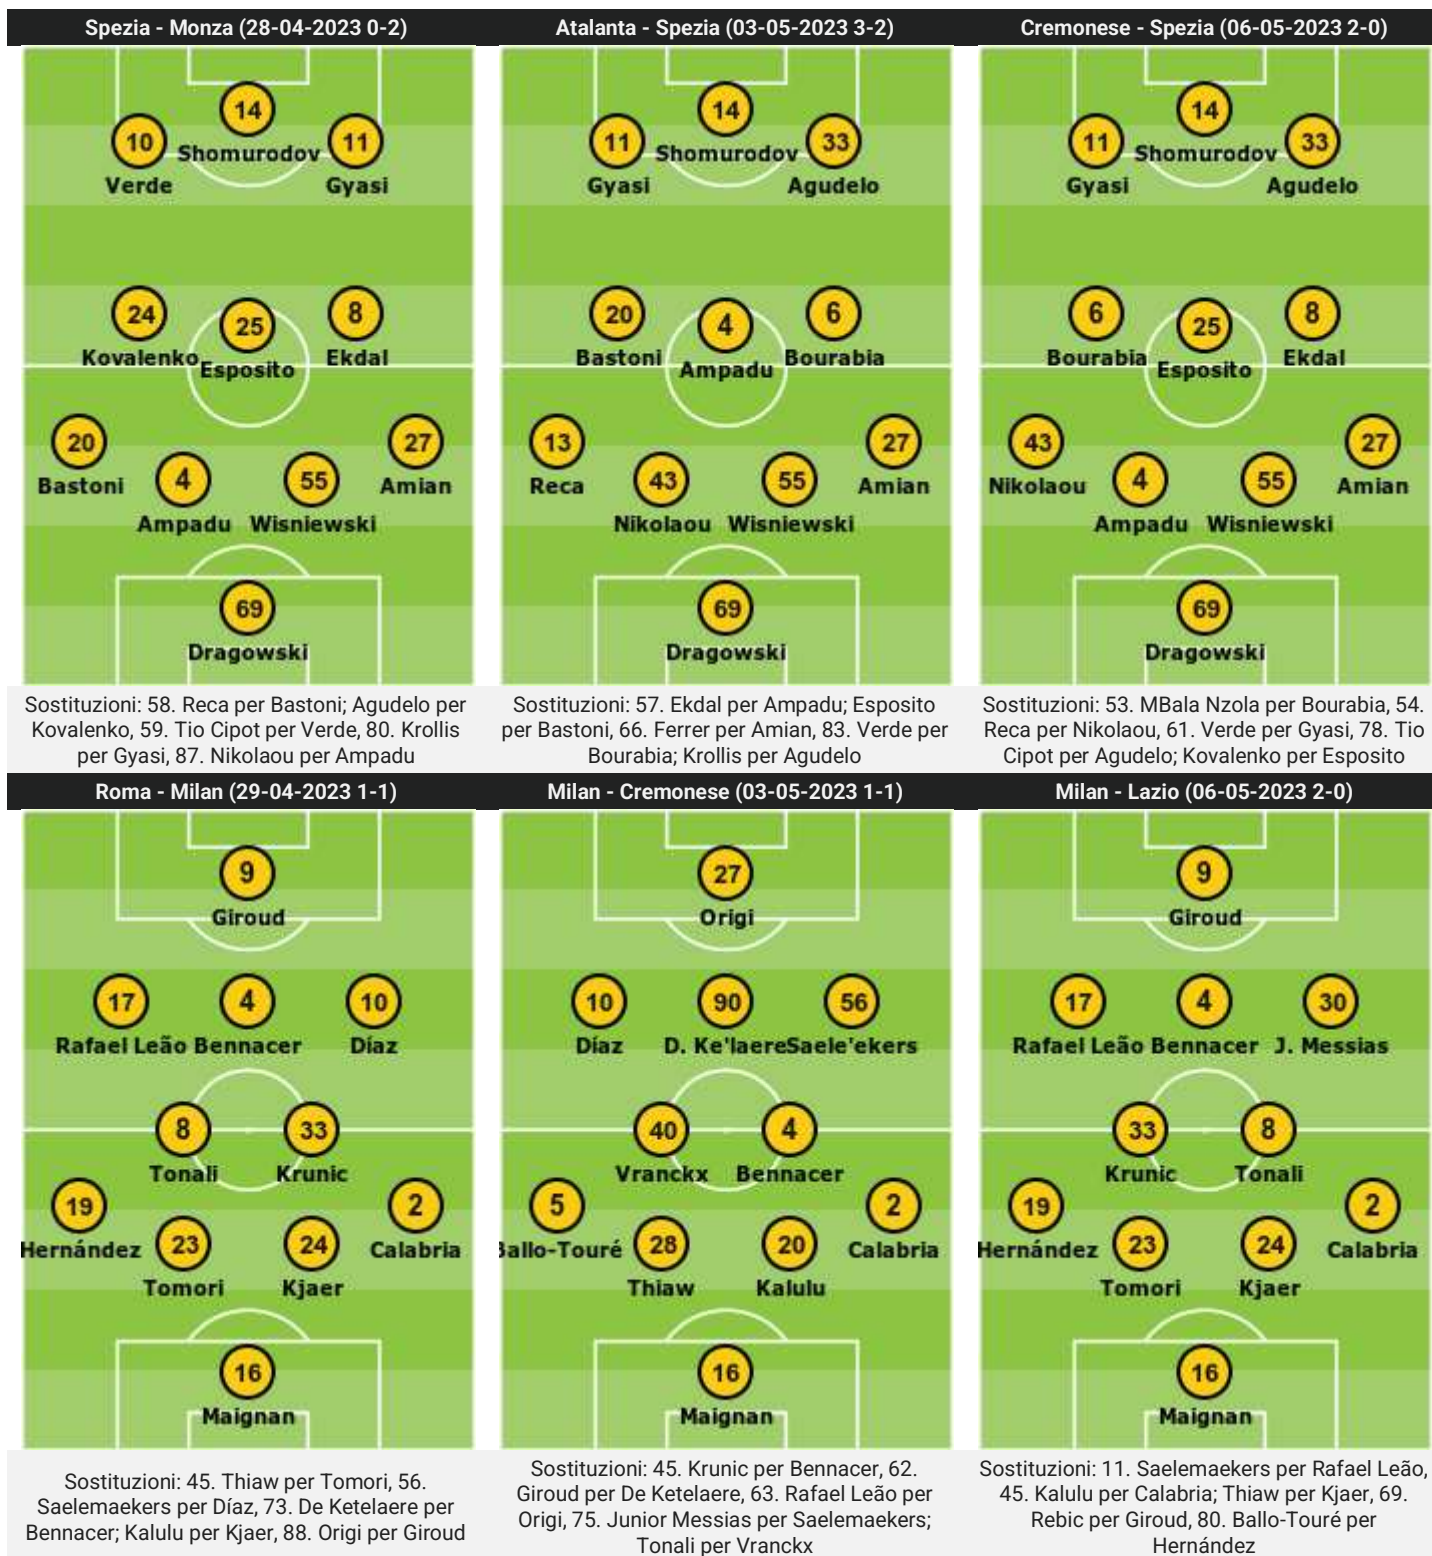 Spezia - Monza (28-04-2023 0-2)
14
10
11
Shomurodov
Verde
Gyasi
24
25
8
Kovalenko
Esposito
Ekdal
20
4
55
27
Bastoni
Amian
Ampadu
Wisniewski
69
Dragowski
Sostituzioni: 58. Reca per Bastoni; Agudelo per
Kovalenko, 59. Tio Cipot per Verde, 80. Krollis
per Gyasi, 87. Nikolaou per Ampadu
Atalanta - Spezia (03-05-2023 3-2)
14
11
33
Shomurodov
Gyasi
Agudelo
20
4
6
Bastoni
Ampadu
Bourabia
13
43
55
27
Reca
Amian
Nikolaou
Wisniewski
69
Dragowski
Sostituzioni: 57. Ekdal per Ampadu; Esposito
per Bastoni, 66. Ferrer per Amian, 83. Verde per
Bourabia; Krollis per Agudelo
Cremonese - Spezia (06-05-2023 2-0)
14
11
33
Shomurodov
Gyasi
Agudelo
6
25
8
Bourabia
Esposito
Ekdal
43
4
55
27
Nikolaou
Amian
Ampadu
Wisniewski
69
Dragowski
Sostituzioni: 53. MBala Nzola per Bourabia, 54.
Reca per Nikolaou, 61. Verde per Gyasi, 78. Tio
Cipot per Agudelo; Kovalenko per Esposito
Roma - Milan (29-04-2023 1-1)
9
Giroud
17
4
10
Rafael Leão
Bennacer
Díaz
8
33
Tonali
Krunic
19
23
24
2
Hernández
Calabria
Tomori
Kjaer
16
Maignan
Sostituzioni: 45. Thiaw per Tomori, 56.
Saelemaekers per Díaz, 73. De Ketelaere per
Bennacer; Kalulu per Kjaer, 88. Origi per Giroud
Milan - Cremonese (03-05-2023 1-1)
27
Origi
10
90
56
Díaz
D. Ke'laere
Saele'ekers
40
4
Vranckx
Bennacer
5
28
20
2
Ballo-Touré
Calabria
Thiaw
Kalulu
16
Maignan
Sostituzioni: 45. Krunic per Bennacer, 62.
Giroud per De Ketelaere, 63. Rafael Leão per
Origi, 75. Junior Messias per Saelemaekers;
Tonali per Vranckx
Milan - Lazio (06-05-2023 2-0)
9
Giroud
17
4
30
Rafael Leão
Bennacer
J. Messias
33
8
Krunic
Tonali
19
23
24
2
Hernández
Calabria
Tomori
Kjaer
16
Maignan
Sostituzioni: 11. Saelemaekers per Rafael Leão,
45. Kalulu per Calabria; Thiaw per Kjaer, 69.
Rebic per Giroud, 80. Ballo-Touré per
Hernández